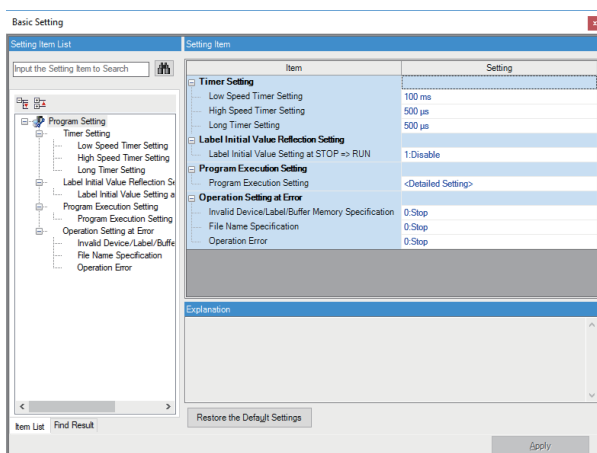 Basic Setting
x
Setting Item List
Input the Setting Item to Search
Program Setting
Timer Setting
Low Speed Timer Setting
High Speed Timer Setting
Long Timer Setting
Label Initial Value Reflection Se
Label Initial Value Setting a
Program Execution Setting
Program Execution Setting
Operation Setting at Error
Invalid Device/Label/Buffe
File Name Specification
Operation Error
Item List Find Result
Setting Item
Item Setting
Timer Setting
Low Speed Timer Setting 100 ms
High Speed Timer Setting 500 µs
Long Timer Setting 500 µs
Label Initial Value Reflection Setting
Label Initial Value Setting at STOP => RUN 1:Disable
Program Execution Setting
Program Execution Setting <Detailed Setting>
Operation Setting at Error
Invalid Device/Label/Buffer Memory Specification 0:Stop
File Name Specification 0:Stop
Operation Error 0:Stop
Explanation
Restore the Default Settings
Apply